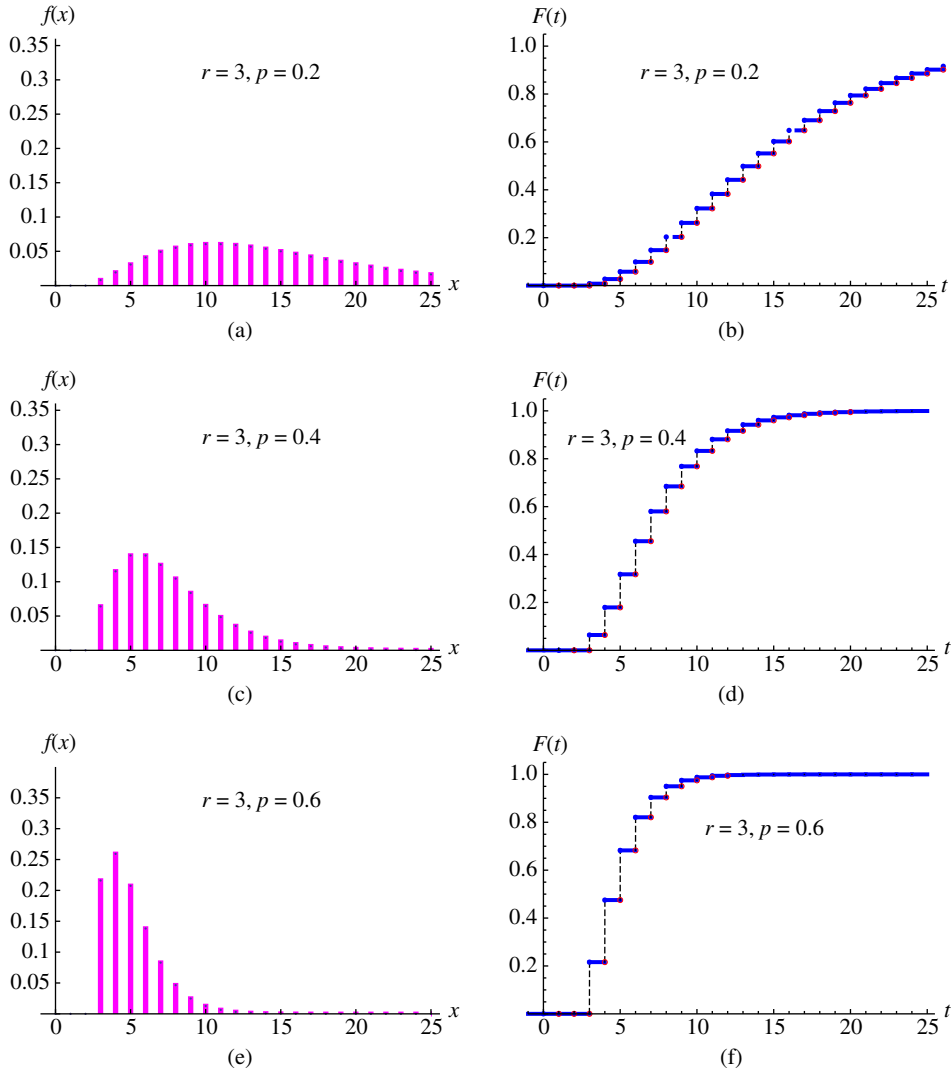 f(x)
0.35
0.3
0.25
0.2
0.15
0.1
0.05
r = 3, p = 0.2
0 5 10 15 20 25 x
(a)
F(t)
1.0
0.8
0.6
0.4
0.2
r = 3, p = 0.2
0 5 10 15 20 25 t
(b)
f(x)
0.35
0.3
0.25
0.2
0.15
0.1
0.05
r = 3, p = 0.4
0 5 10 15 20 25 x
(c)
F(t)
1.0
0.8
0.6
0.4
0.2
r = 3, p = 0.4
0 5 10 15 20 25 t
(d)
f(x)
0.35
0.3
0.25
0.2
0.15
0.1
0.05
r = 3, p = 0.6
0 5 10 15 20 25 x
(e)
F(t)
1.0
0.8
0.6
0.4
0.2
r = 3, p = 0.6
0 5 10 15 20 25 t
(f)